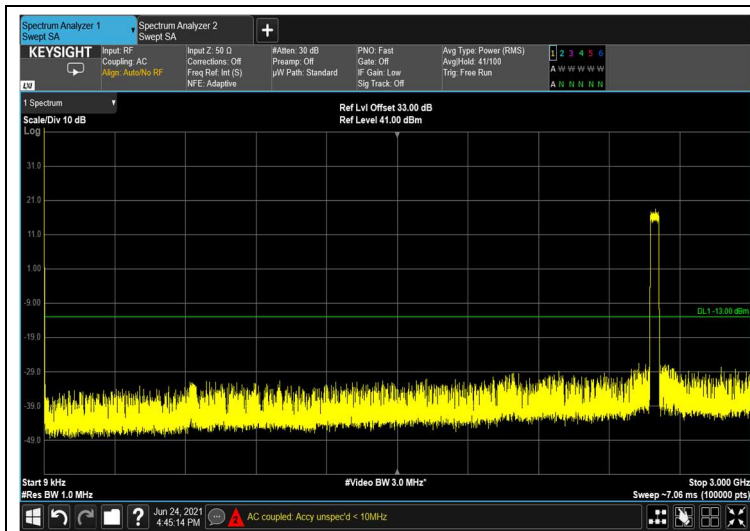 Spectrum Analyzer 1
Swept SA
Spectrum Analyzer 2
Swept SA
+
KEYSIGHT
LXI
Input: RF
Coupling: AC
Align: Auto/No RF
Input Z: 50 Ω
Corrections: Off
Freq Ref: Int (S)
NFE: Adaptive
#Atten: 30 dB
Preamp: Off
µW Path: Standard
PNO: Fast
Gate: Off
IF Gain: Low
Sig Track: Off
Avg Type: Power (RMS)
Avg|Hold: 41/100
Trig: Free Run
1 2 3 4 5 6
A W W W W W
A N N N N N
1 Spectrum
Scale/Div 10 dB
Log
Ref Lvl Offset 33.00 dB
Ref Level 41.00 dBm
31.0
21.0
11.0
1.00
-9.00
DL1 -13.00 dBm
-19.0
-29.0
-39.0
-49.0
Start 9 kHz
#Res BW 1.0 MHz
#Video BW 3.0 MHz*
Stop 3.000 GHz
Sweep ~7.06 ms (100000 pts)
?
Jun 24, 2021
4:45:14 PM
2
AC coupled: Accy unspec'd < 10MHz